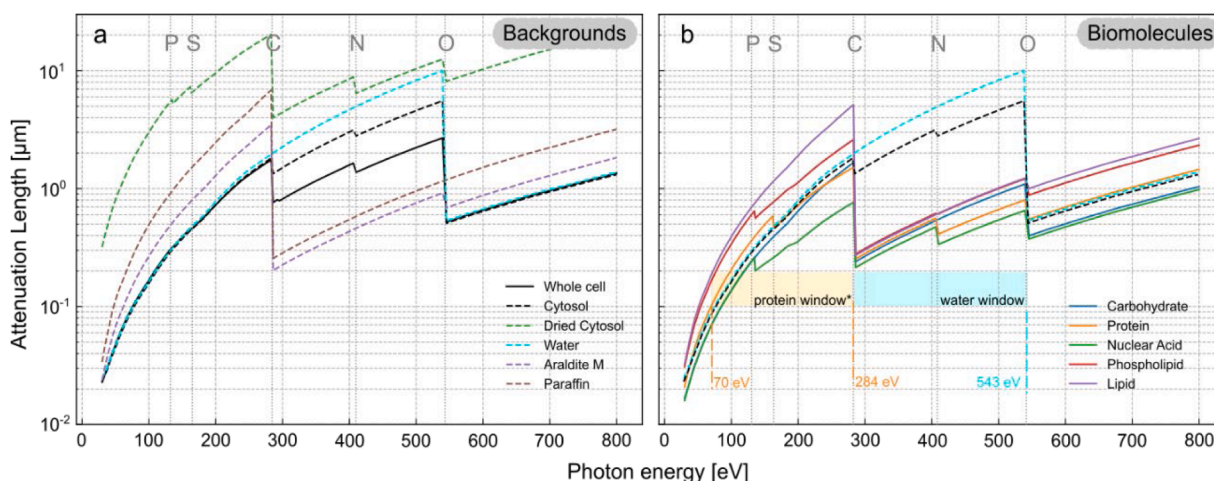 a
P S C N O
Backgrounds
Attenuation Length [μm]
10¹
10⁰
10⁻¹
10⁻²
Whole cell
Cytosol
Dried Cytosol
Water
Araldite M
Paraffin
0 100 200 300 400 500 600 700 800
b
P S C N O
Biomolecules
protein window*
water window
70 eV
284 eV
543 eV
Carbohydrate
Protein
Nuclear Acid
Phospholipid
Lipid
0 100 200 300 400 500 600 700 800
Photon energy [eV]